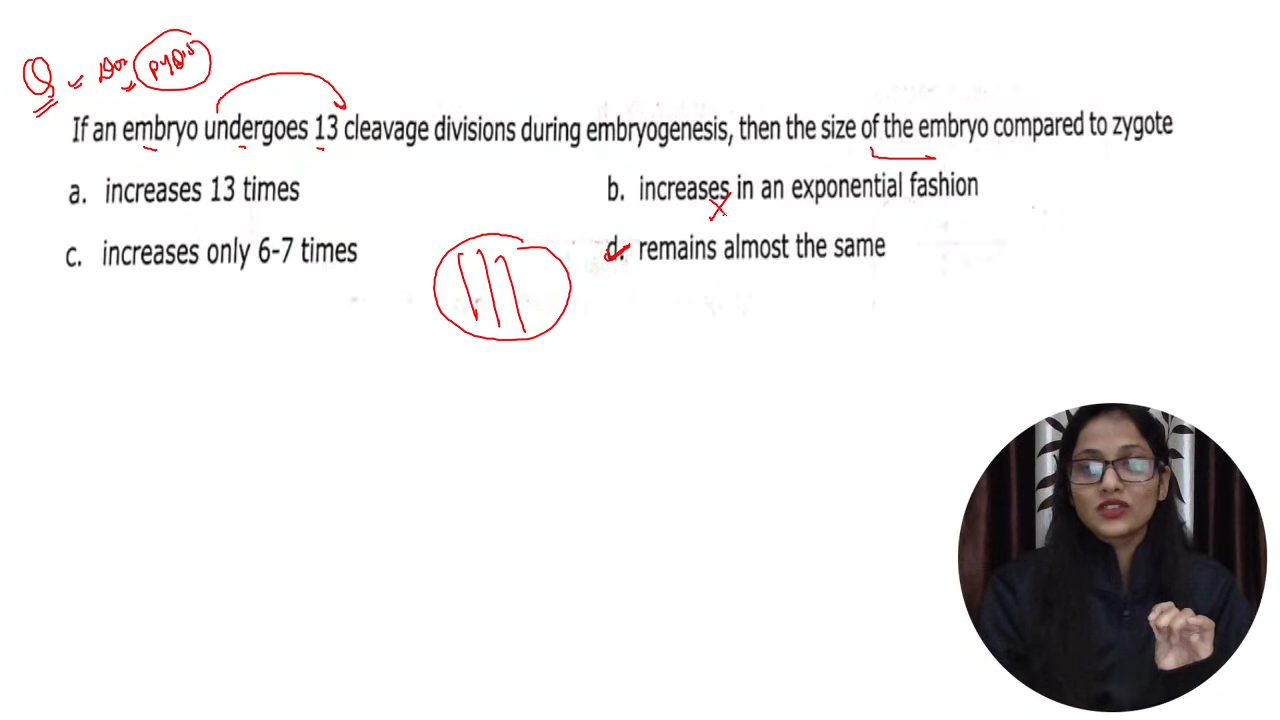 Q = PYQ's
If an embryo undergoes 13 cleavage divisions during embryogenesis, then the size of the embryo compared to zygote
a. increases 13 times
b. increases in an exponential fashion
c. increases only 6-7 times
d. remains almost the same